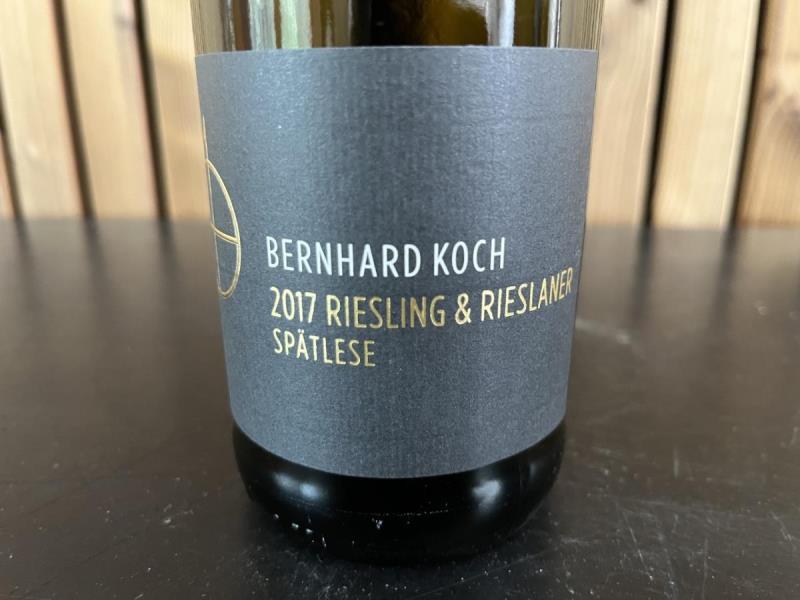 BERNHARD KOCH
2017 RIESLING & RIESLANER
SPÄTLESE